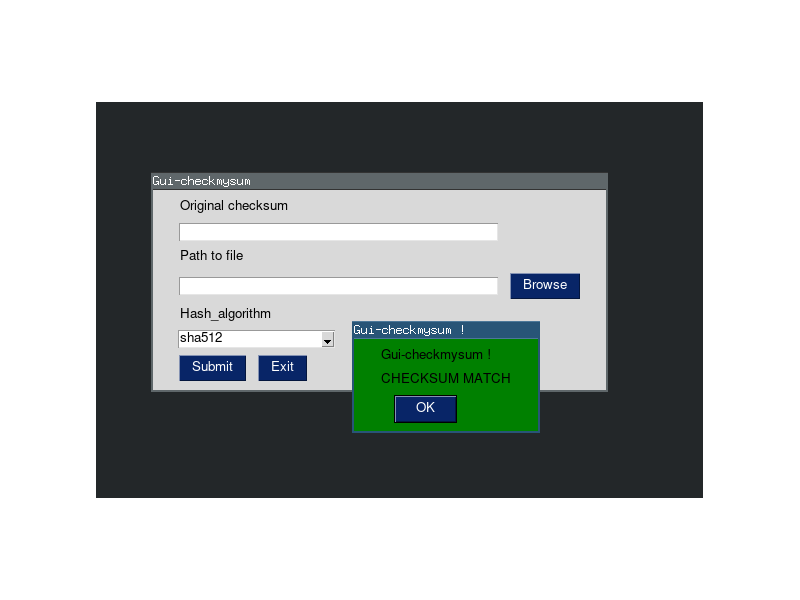 Gui-checkmysum
Original checksum
Path to file
Browse
Hash_algorithm
sha512
Submit
Exit
Gui-checkmysum !
Gui-checkmysum !
CHECKSUM MATCH
OK